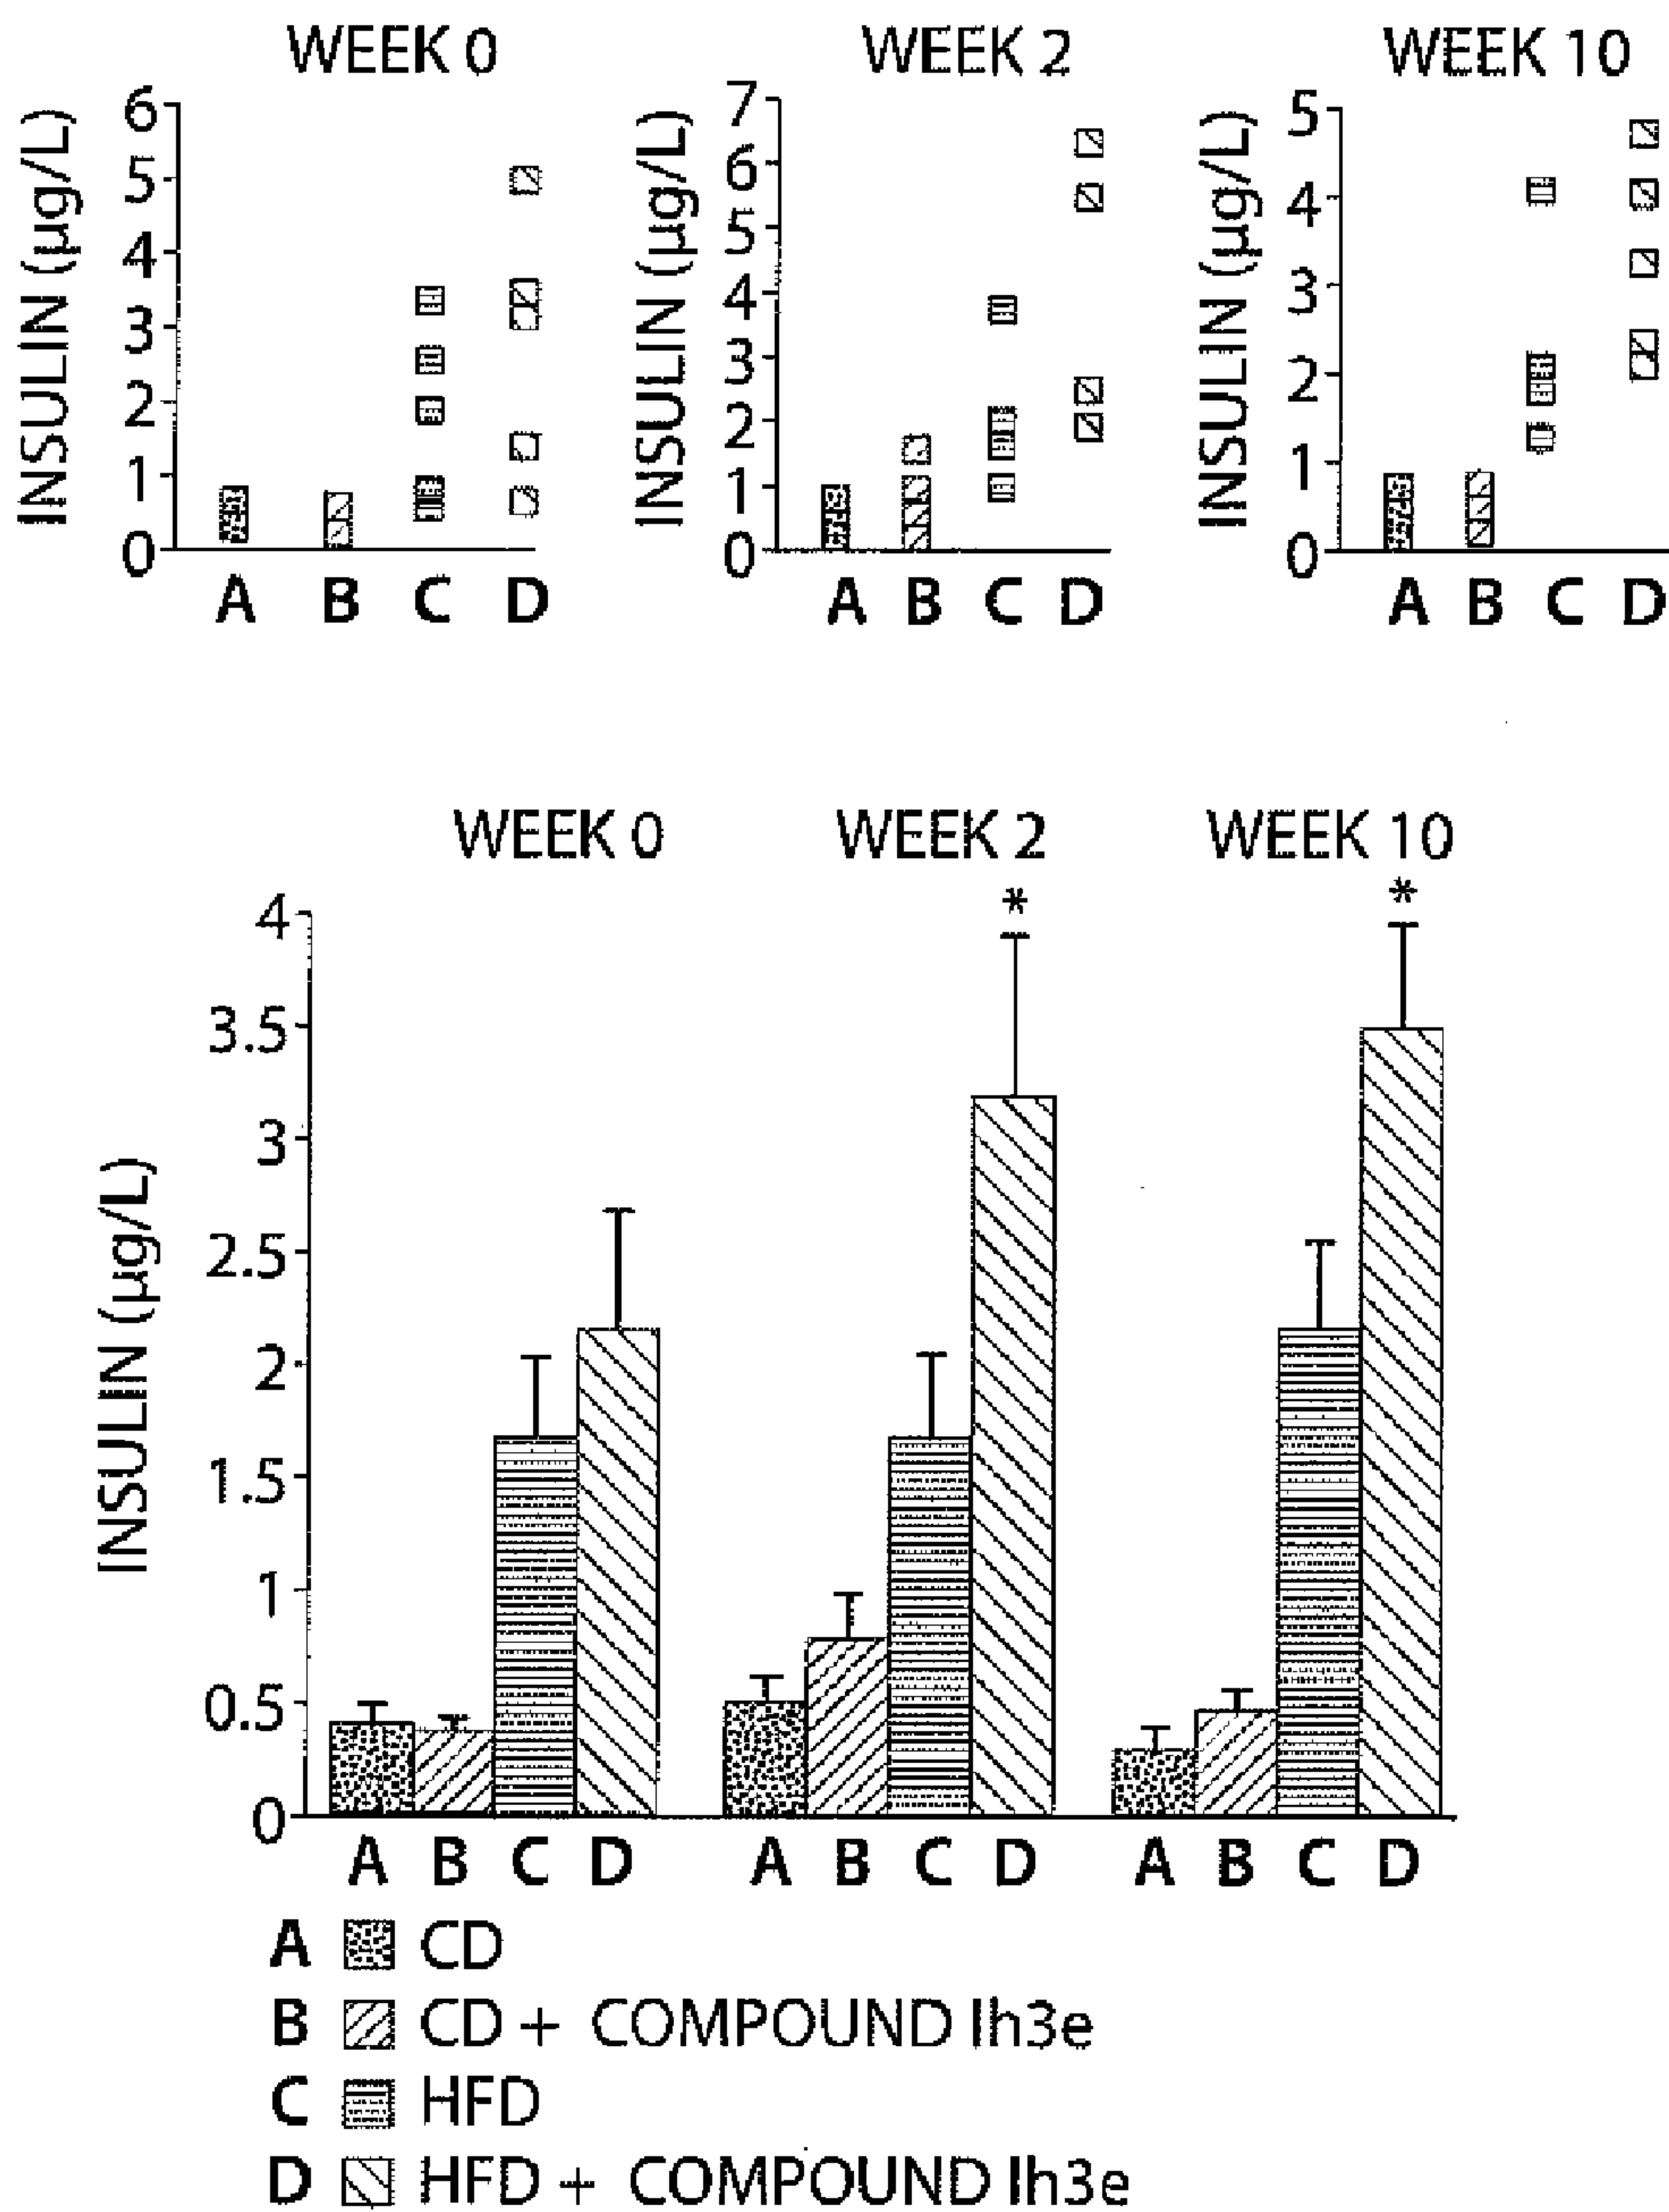 WEEK 0
INSULIN (µg/L)
6
5
4
3
2
1
0
A B C D
WEEK 2
INSULIN (µg/L)
7
6
5
4
3
2
1
0
A B C D
WEEK 10
INSULIN (µg/L)
5
4
3
2
1
0
A B C D
WEEK 0 WEEK 2 WEEK 10
* *
INSULIN (µg/L)
4
3.5
3
2.5
2
1.5
1
0.5
0
A B C D A B C D A B C D
A CD
B CD + COMPOUND Ih3e
C HFD
D HFD + COMPOUND Ih3e